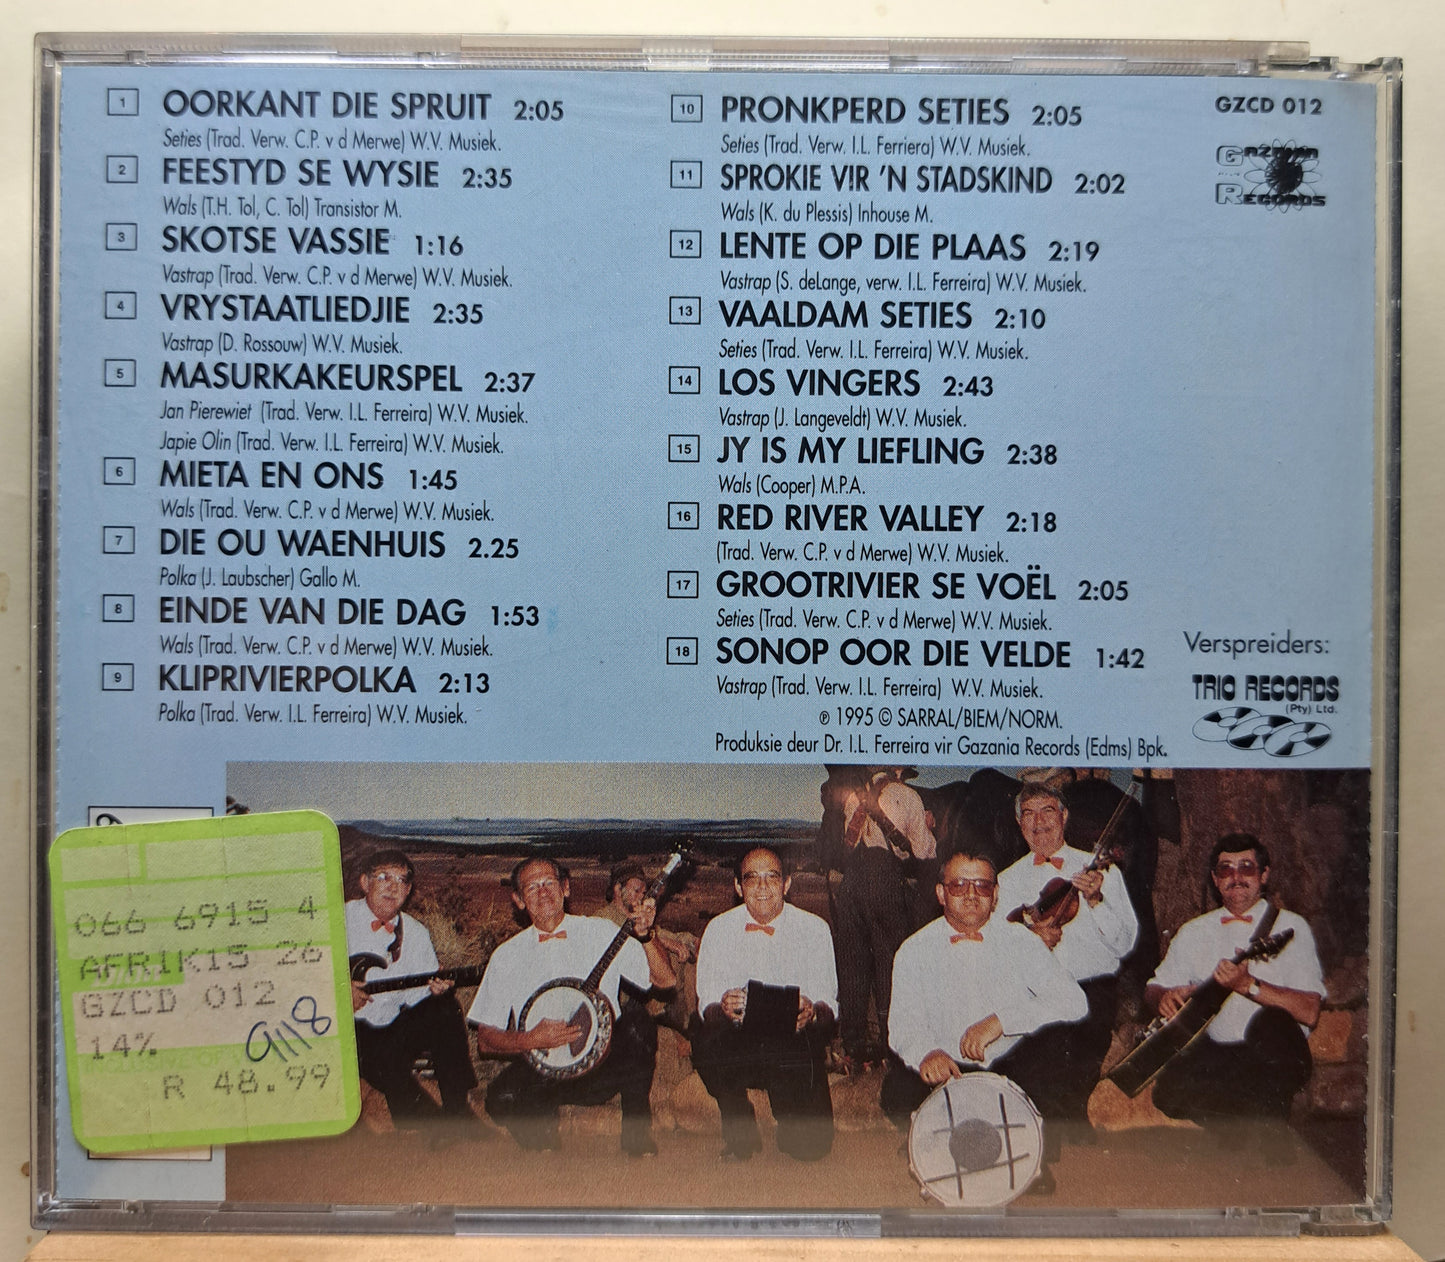 1 OORKANT DIE SPRUIT 2:05
Seties (Trad. Verw. C.P. v d Merwe) W.V. Musiek.
2 FEESTYD SE WYSIE 2:35
Wals (T.H. Tol, C. Tol) Transistor M.
3 SKOTSE VASSIE 1:16
Vastrap (Trad. Verw. C.P. v d Merwe) W.V. Musiek.
4 VRYSTAATLIEDJIE 2:35
Vastrap (D. Rossouw) W.V. Musiek.
5 MASURKAKEURSPEL 2:37
Jan Pierewiet (Trad. Verw. I.L. Ferreira) W.V. Musiek.
Japie Olin (Trad. Verw. I.L. Ferreira) W.V. Musiek.
6 MIETA EN ONS 1:45
Wals (Trad. Verw. C.P. v d Merwe) W.V. Musiek.
7 DIE OU WAENHUIS 2.25
Polka (J. Laubscher) Gallo M.
8 EINDE VAN DIE DAG 1:53
Wals (Trad. Verw. C.P. v d Merwe) W.V. Musiek.
9 KLIPRIVIERPOLKA 2:13
Polka (Trad. Verw. I.L. Ferreira) W.V. Musiek.
10 PRONKPERD SETIES 2:05
Seties (Trad. Verw. I.L. Ferriera) W.V. Musiek.
11 SPROKIE VIR 'N STADSKIND 2:02
Wals (K. du Plessis) Inhouse M.
12 LENTE OP DIE PLAAS 2:19
Vastrap (S. deLange, verw. I.L. Ferreira) W.V. Musiek.
13 VAALDAM SETIES 2:10
Seties (Trad. Verw. I.L. Ferreira) W.V. Musiek.
14 LOS VINGERS 2:43
Vastrap (J. Langeveldt) W.V. Musiek.
15 JY IS MY LIEFLING 2:38
Wals (Cooper) M.P.A.
16 RED RIVER VALLEY 2:18
(Trad. Verw. C.P. v d Merwe) W.V. Musiek.
17 GROOTRIVIER SE VOËL 2:05
Seties (Trad. Verw. C.P. v d Merwe) W.V. Musiek.
18 SONOP OOR DIE VELDE 1:42
Vastrap (Trad. Verw. I.L. Ferreira) W.V. Musiek.
℗ 1995 © SARRAL/BIEM/NORM.
Produksie deur Dr. I.L. Ferreira vir Gazania Records (Edms) Bpk.
GZCD 012
GAZANIA
RECORDS
Verspreiders:
TRIO RECORDS
(Pty) Ltd.
066 6915 4
AFRIKIS 26
GZCD 012
14%
9118
R 48.99